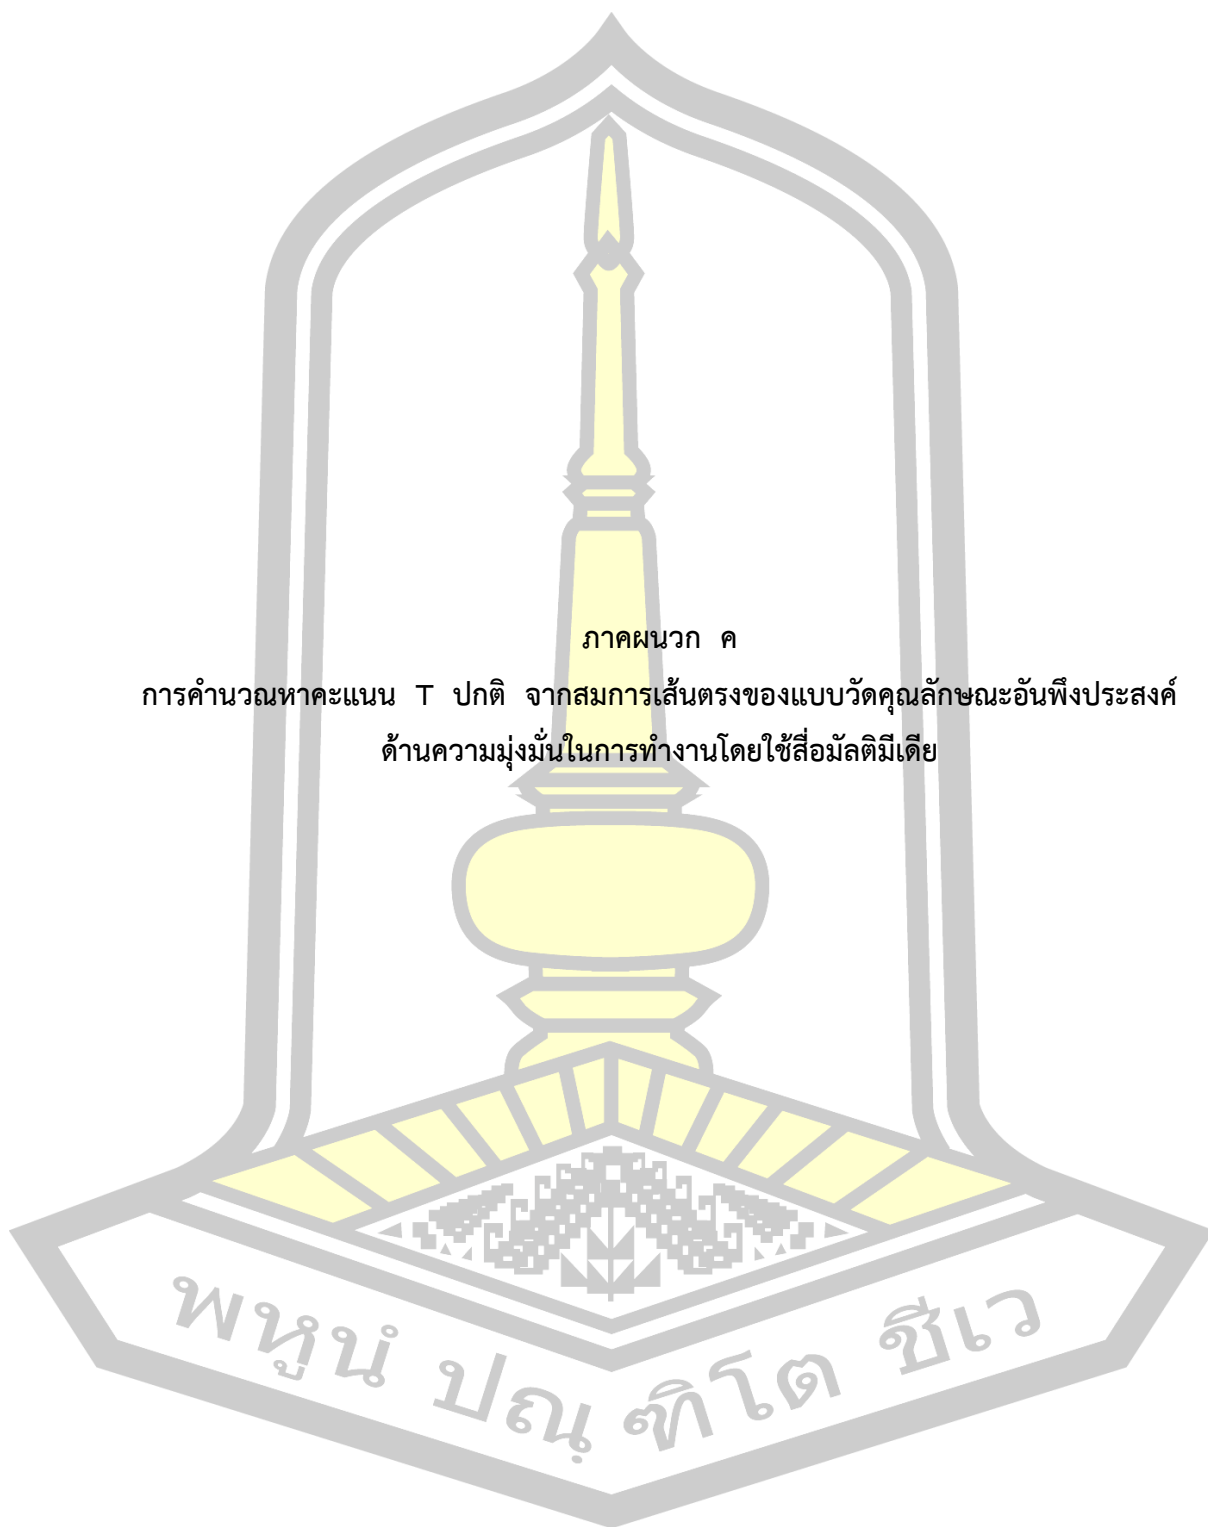 ภาคผนวก ค
การคำนวณหาคะแนน T ปกติ จากสมการเส้นตรงของแบบวัดคุณลักษณะอันพึงประสงค์
ด้านความมุ่งมั่นในการทำงานโดยใช้สื่อมัลติมีเดีย
พหูนํ ปณฺฑิโต ชีเว